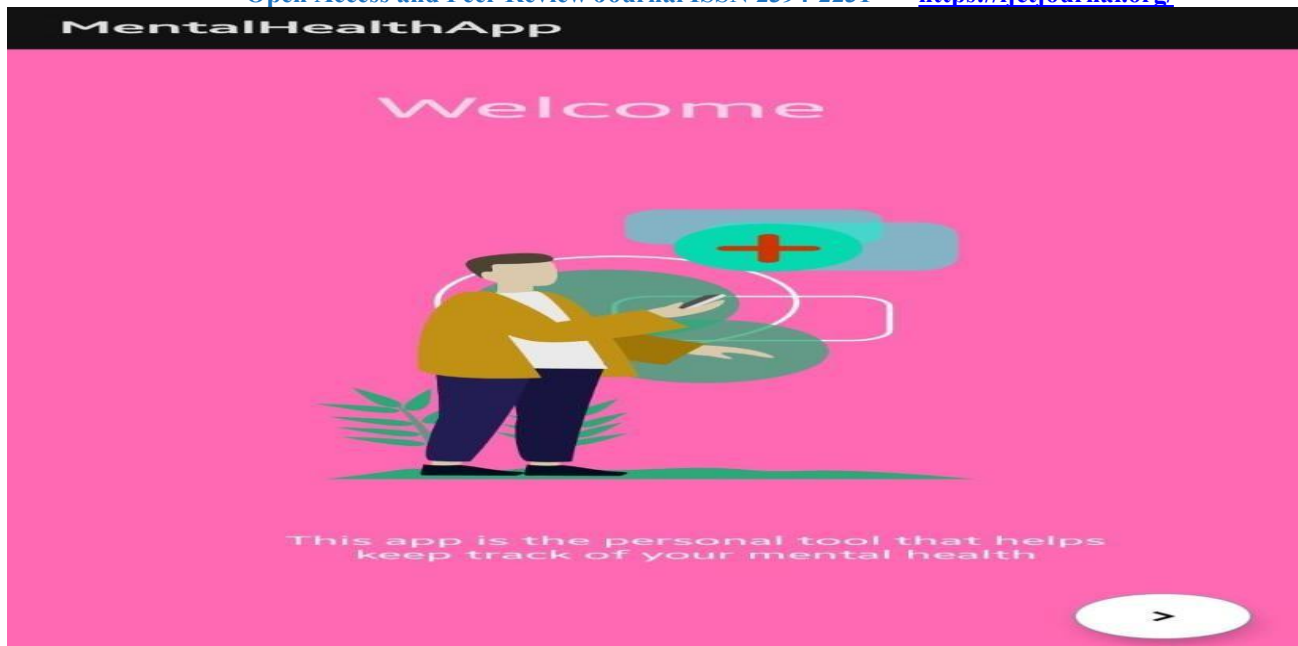 MentalHealthApp
Welcome
This app is the personal tool that helps
keep track of your mental health
>